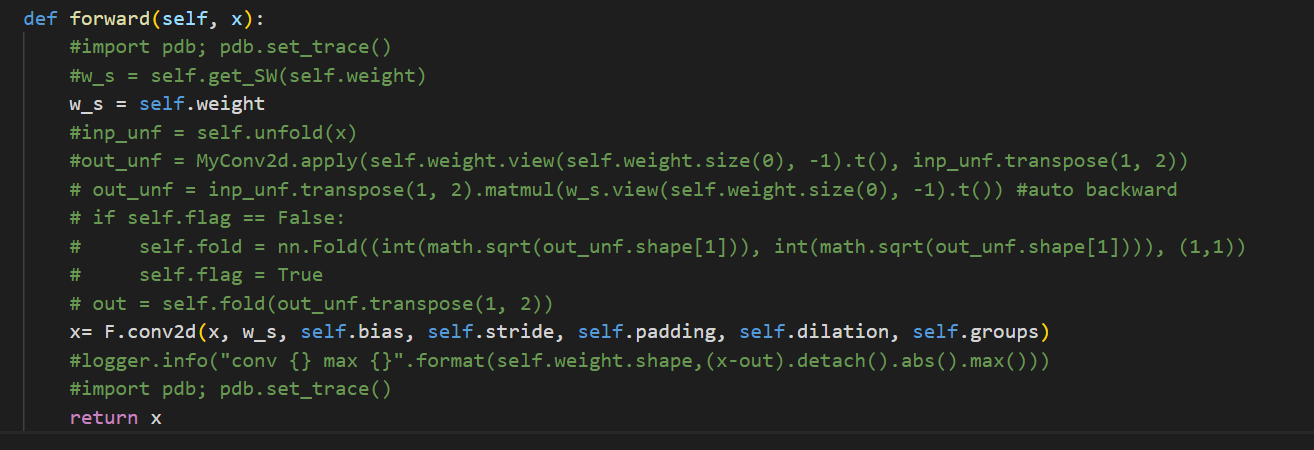 def forward(self, x):
#import pdb; pdb.set_trace()
#w_s = self.get_SW(self.weight)
w_s = self.weight
#inp_unf = self.unfold(x)
#out_unf = MyConv2d.apply(self.weight.view(self.weight.size(0), -1).t(), inp_unf.transpose(1, 2))
# out_unf = inp_unf.transpose(1, 2).matmul(w_s.view(self.weight.size(0), -1).t()) #auto backward
# if self.flag == False:
#     self.fold = nn.Fold((int(math.sqrt(out_unf.shape[1])), int(math.sqrt(out_unf.shape[1]))), (1,1))
#     self.flag = True
# out = self.fold(out_unf.transpose(1, 2))
x= F.conv2d(x, w_s, self.bias, self.stride, self.padding, self.dilation, self.groups)
#logger.info("conv {} max {}".format(self.weight.shape,(x-out).detach().abs().max()))
#import pdb; pdb.set_trace()
return x